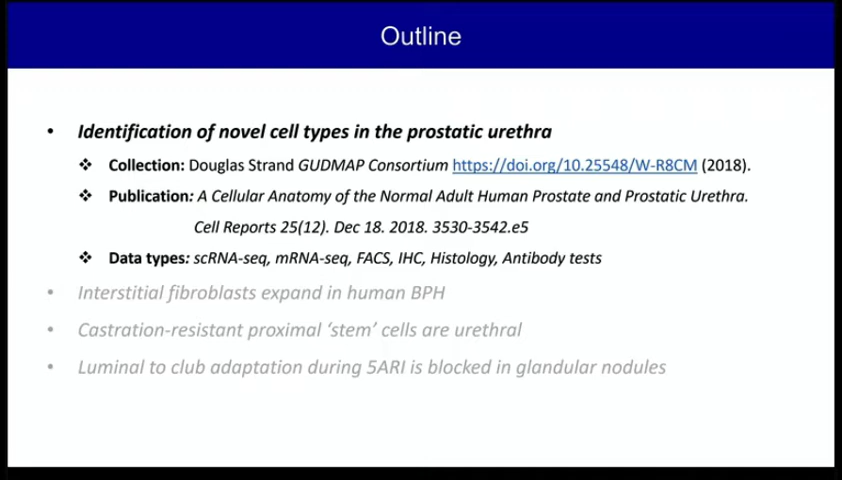 Outline
• Identification of novel cell types in the prostatic urethra
❖ Collection: Douglas Strand GUDMAP Consortium https://doi.org/10.25548/W-R8CM (2018).
❖ Publication: A Cellular Anatomy of the Normal Adult Human Prostate and Prostatic Urethra.
Cell Reports 25(12). Dec 18. 2018. 3530-3542.e5
❖ Data types: scRNA-seq, mRNA-seq, FACS, IHC, Histology, Antibody tests
• Interstitial fibroblasts expand in human BPH
• Castration-resistant proximal ‘stem’ cells are urethral
• Luminal to club adaptation during 5ARI is blocked in glandular nodules